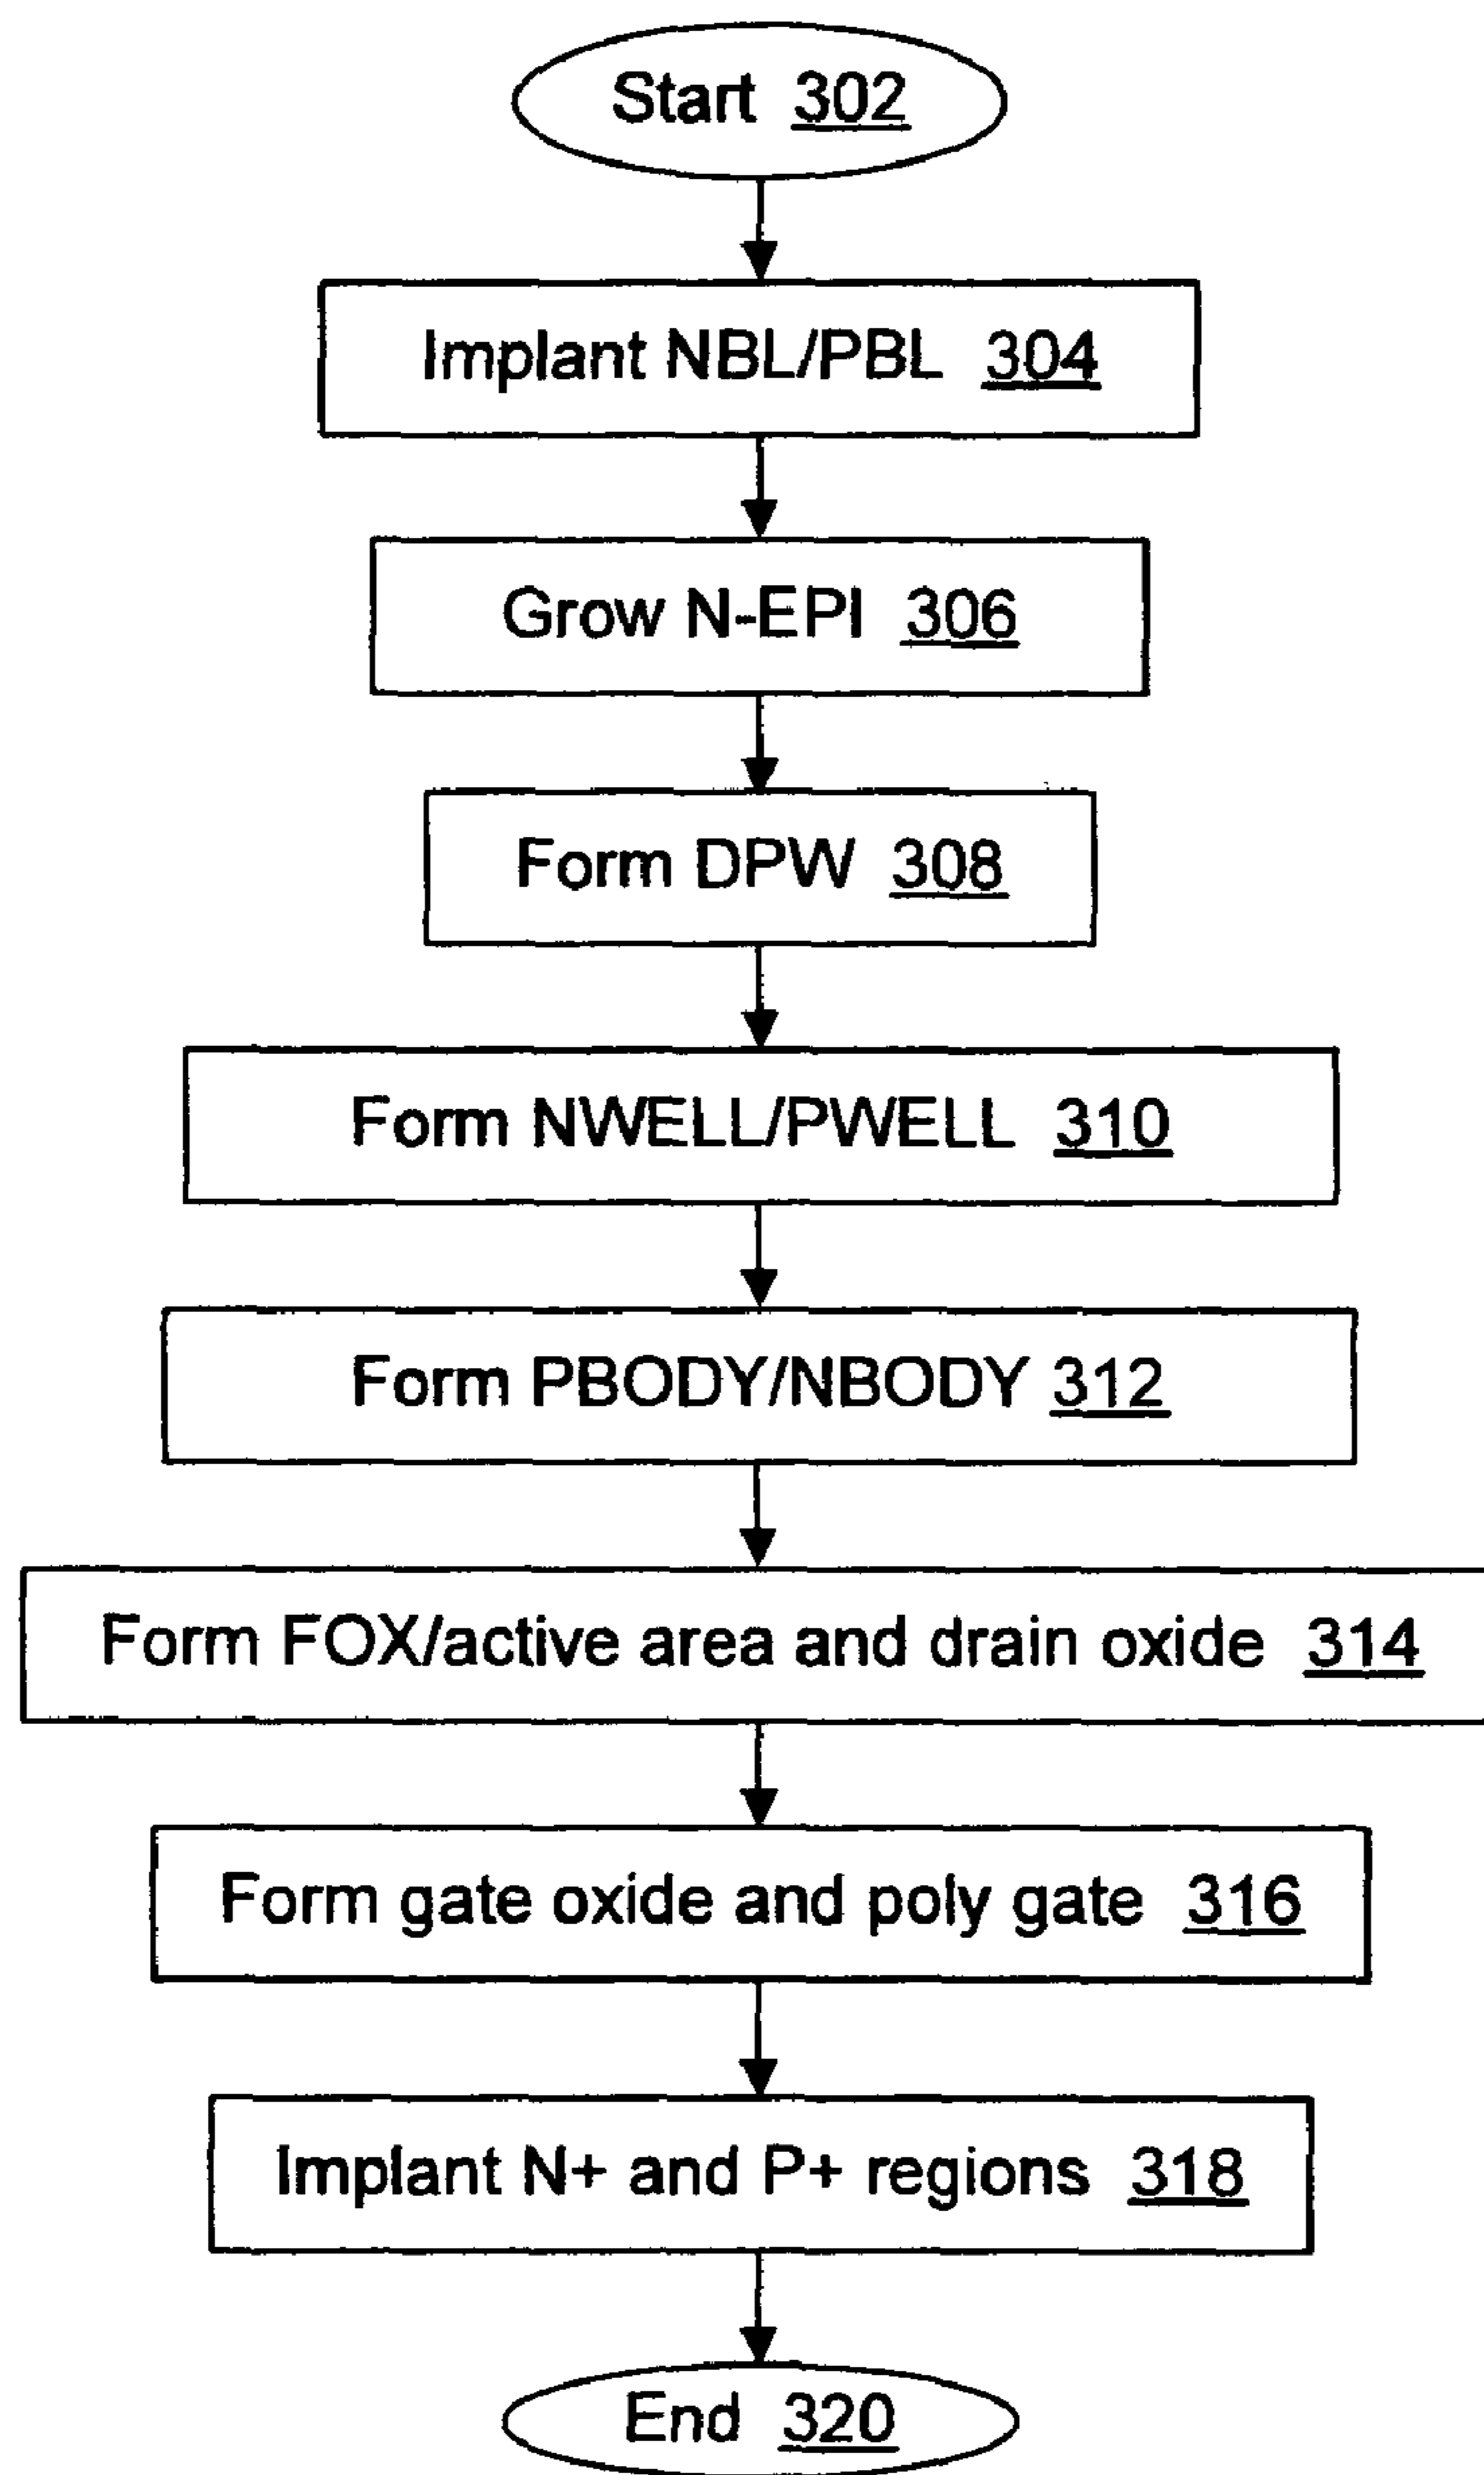 Start 302
Implant NBL/PBL 304
Grow N-EPI 306
Form DPW 308
Form NWELL/PWELL 310
Form PBODY/NBODY 312
Form FOX/active area and drain oxide 314
Form gate oxide and poly gate 316
Implant N+ and P+ regions 318
End 320